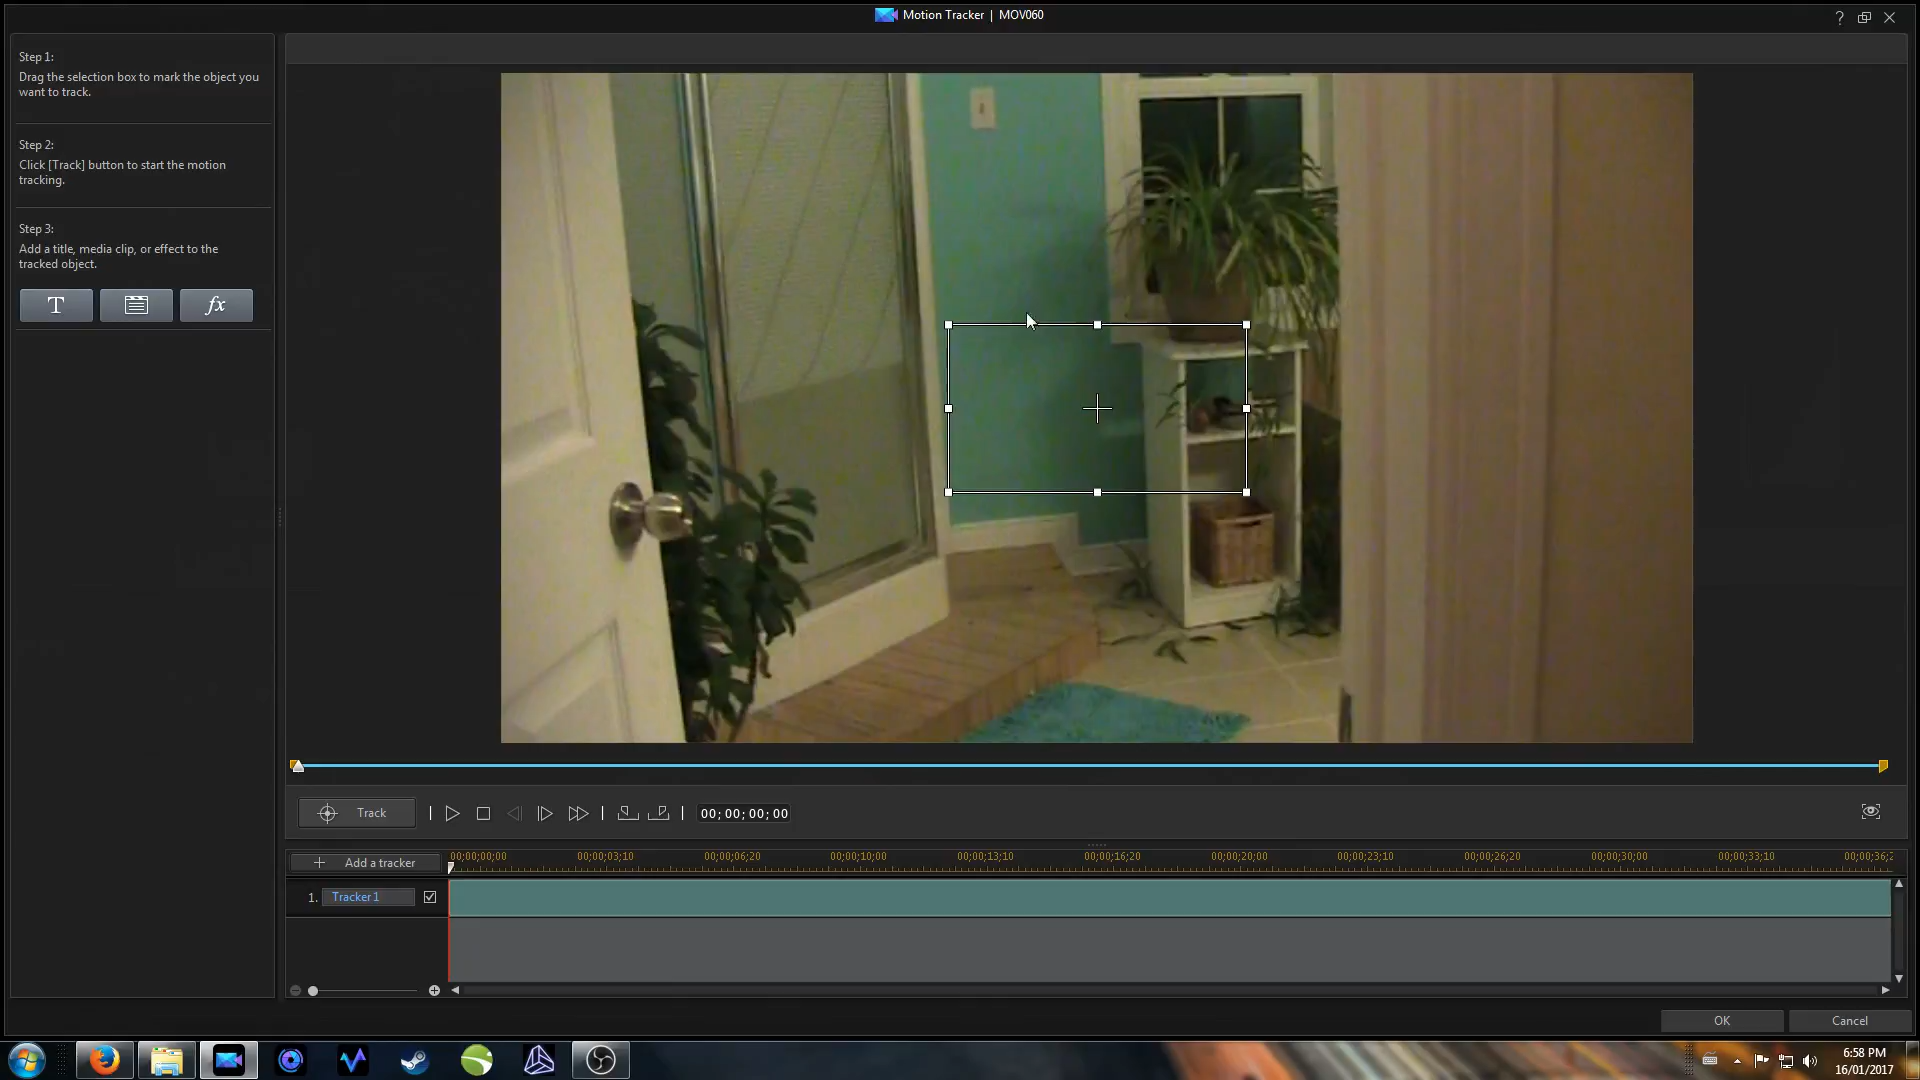 Motion Tracker | MOV060
Step 1:
Drag the selection box to mark the object you
want to track.
Step 2:
Click [Track] button to start the motion
tracking.
Step 3:
Add a title, media clip, or effect to the
tracked object.
T
fx
Track
00; 00; 00; 00
Add a tracker
00;00;00;00 00;00;03;10 00;00;06;20 00;00;10;00 00;00;13;10 00;00;16;20 00;00;20;00 00;00;23;10 00;00;26;20 00;00;30;00 00;00;33;10 00;00;36;2
1. Tracker1
OK Cancel
6:58 PM
16/01/2017